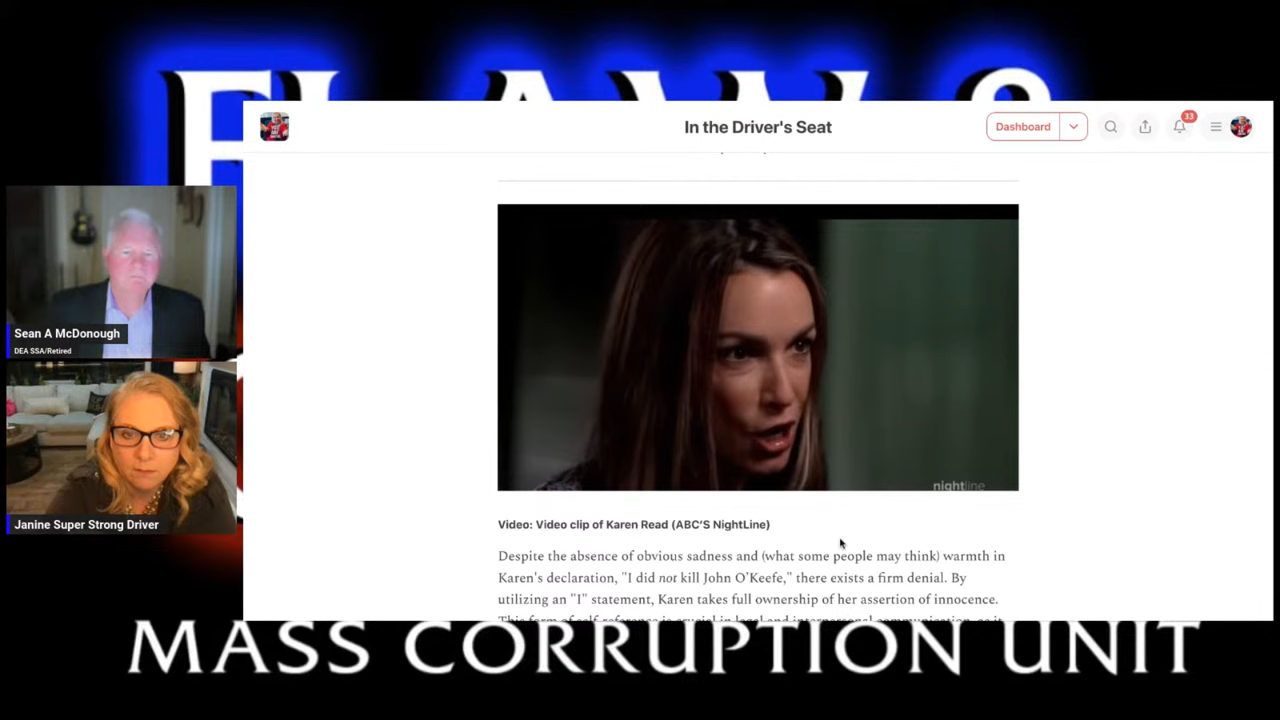 In the Driver's Seat
Dashboard
33
Sean A McDonough
DEA SSA/Retired
Janine Super Strong Driver
nightline
Video: Video clip of Karen Read (ABC'S NightLine)
Despite the absence of obvious sadness and (what some people may think) warmth in
Karen's declaration, "I did not kill John O'Keefe," there exists a firm denial. By
utilizing an "I" statement, Karen takes full ownership of her assertion of innocence.
MASS CORRUPTION UNIT